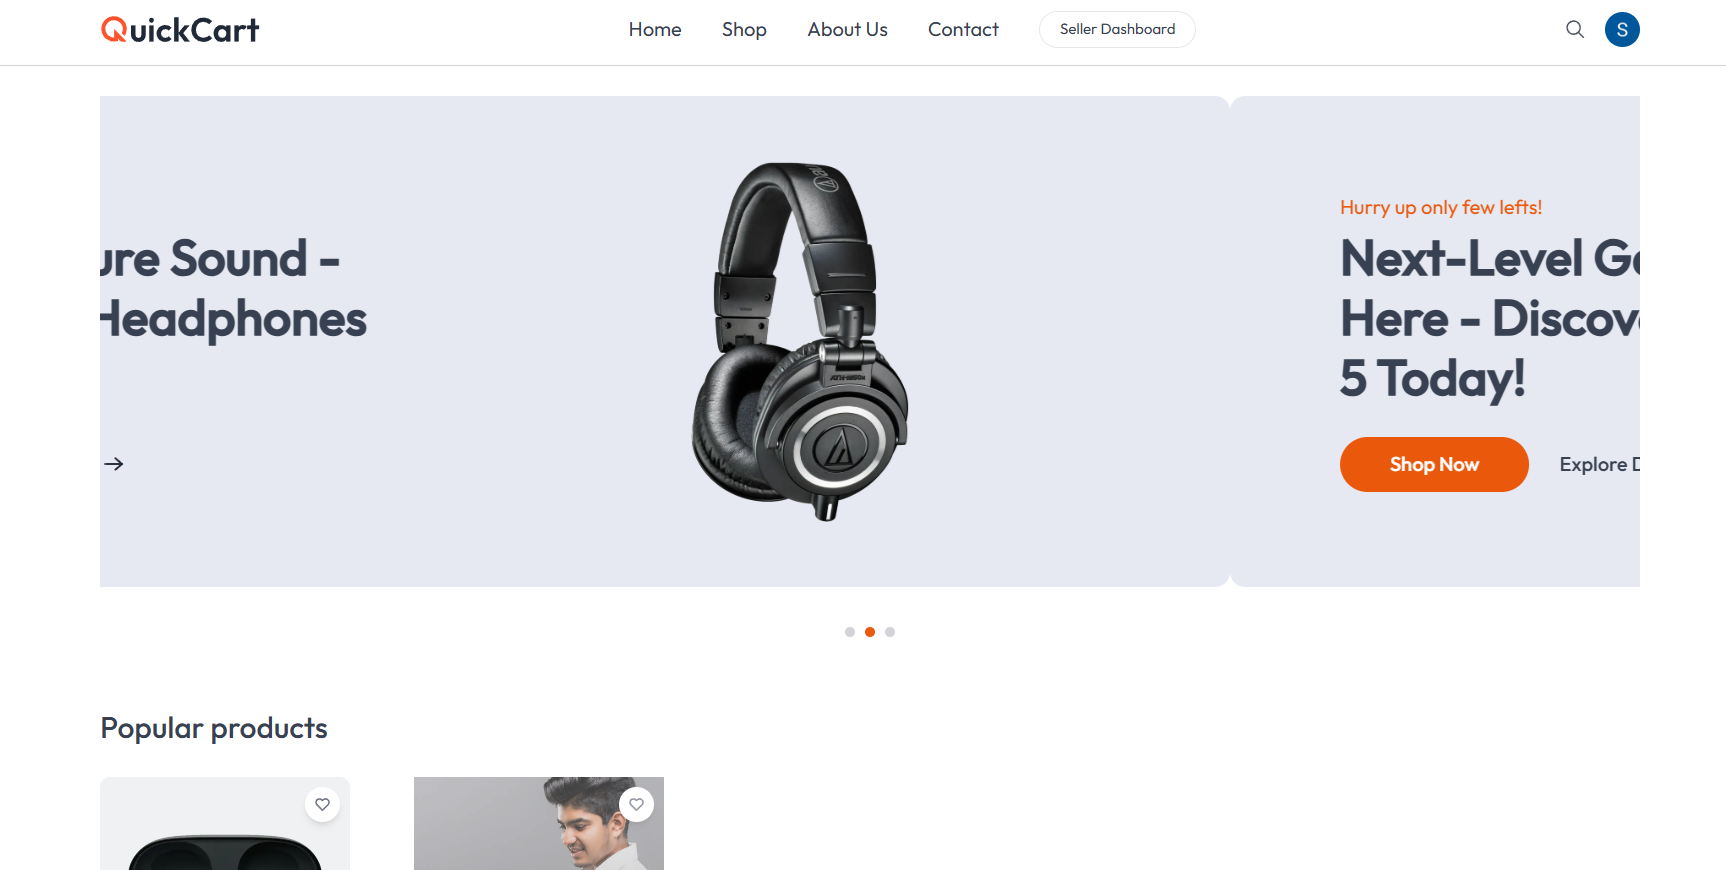 QuickCart
Home
Shop
About Us
Contact
Seller Dashboard
S
ure Sound -
Headphones
Hurry up only few lefts!
Next-Level Ga
Here - Discove
5 Today!
Shop Now
Explore D
Popular products